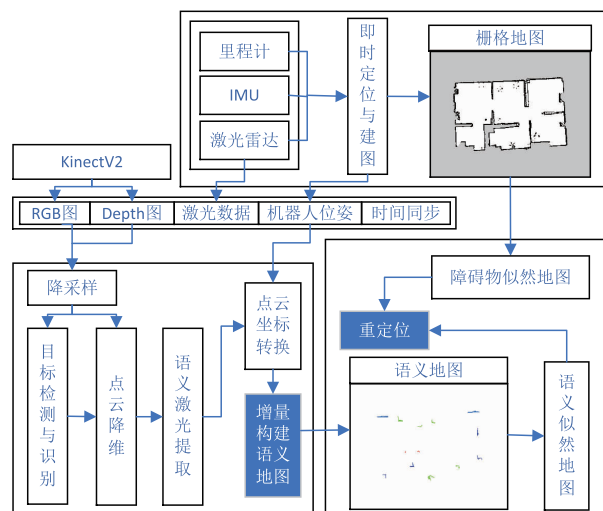 里程计
IMU
激光雷达
即时定位与建图
栅格地图
KinectV2
RGB图
Depth图
激光数据
机器人位姿
时间同步
降采样
目标检测与识别
点云降维
语义激光提取
点云
坐标
转换
增量
构建
语义
地图
障碍物似然地图
重定位
语义地图
语义似然地图